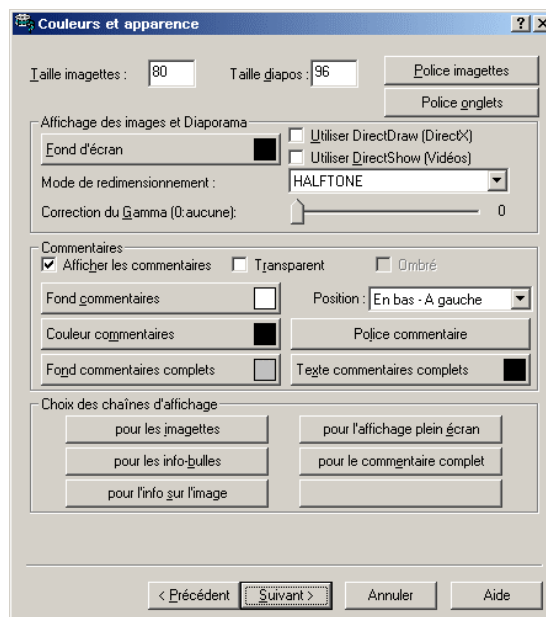 Couleurs et apparence
Taille imagettes : 80 Taille diapos : 96 Police imagettes
Police onglets
Affichage des images et Diaporama
Fond d'écran Utiliser DirectDraw (DirectX)
Utiliser DirectShow (Vidéos)
Mode de redimensionnement : HALFTONE
Correction du Gamma (0:aucune): 0
Commentaires
Afficher les commentaires Transparent Ombré
Fond commentaires Position : En bas - A gauche
Couleur commentaires Police commentaire
Fond commentaires complets Texte commentaires complets
Choix des chaînes d'affichage
pour les imagettes pour l'affichage plein écran
pour les info-bulles pour le commentaire complet
pour l'info sur l'image
< Précédent Suivant > Annuler Aide